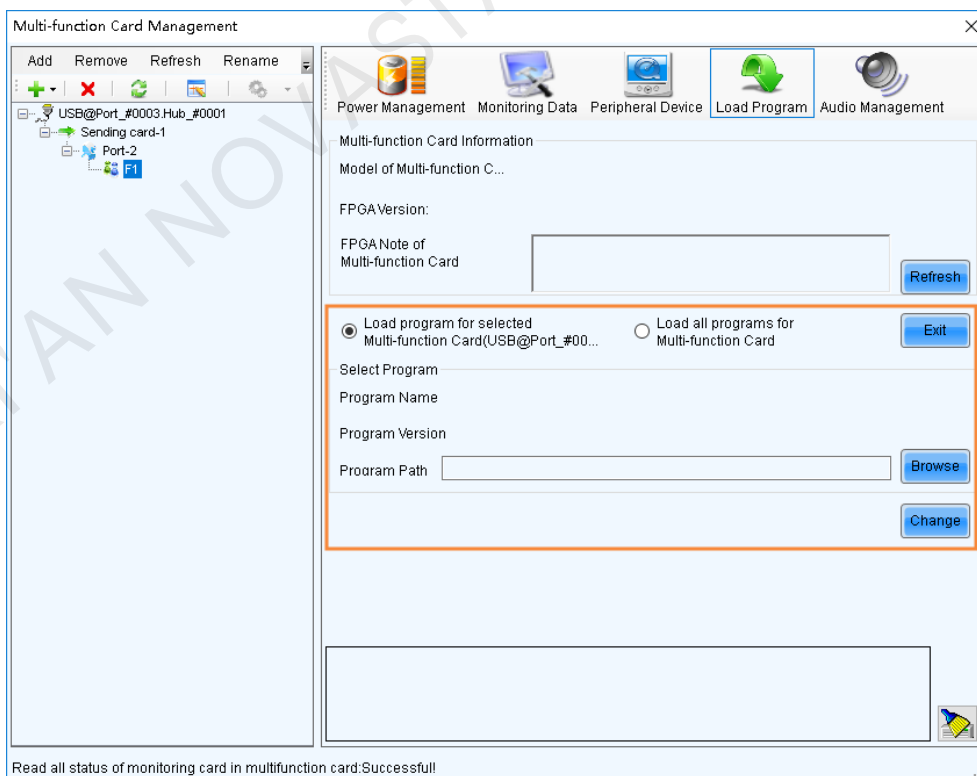 Multi-function Card Management
Add Remove Refresh Rename
USB@Port_#0003.Hub_#0001
Sending card-1
Port-2
F1
Power Management Monitoring Data Peripheral Device Load Program Audio Management
Multi-function Card Information
Model of Multi-function C...
FPGA Version:
FPGA Note of
Multi-function Card
Refresh
Load program for selected
Multi-function Card(USB@Port_#00...
Load all programs for
Multi-function Card
Exit
Select Program
Program Name
Program Version
Program Path
Browse
Change
Read all status of monitoring card in multifunction card:Successful!
TAN NOVASTA